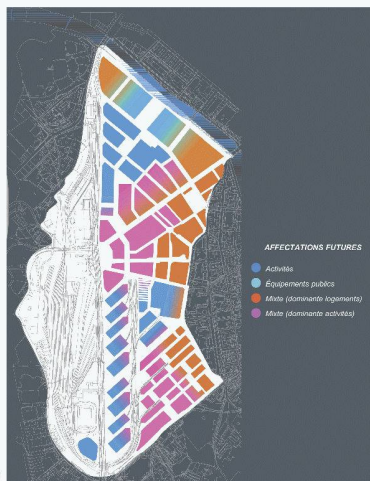 AFFECTATIONS FUTURES
Activités
Équipements publics
Mixte (dominante logements)
Mixte (dominante activités)